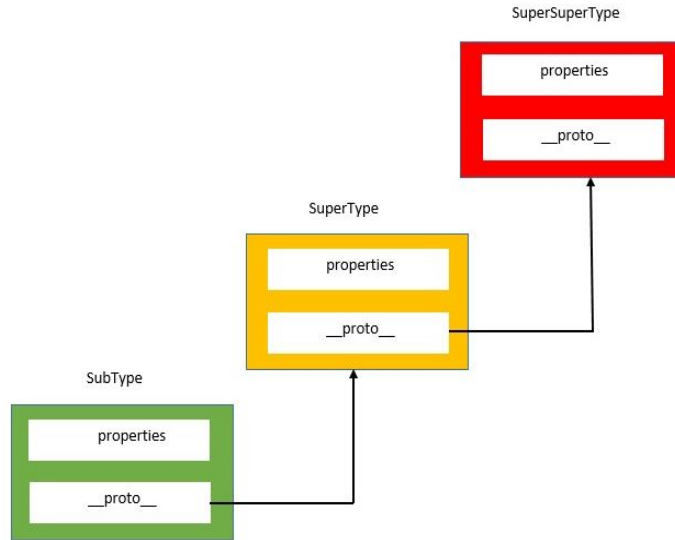 SuperSuperType
properties
__proto__
SuperType
properties
__proto__
SubType
properties
__proto__